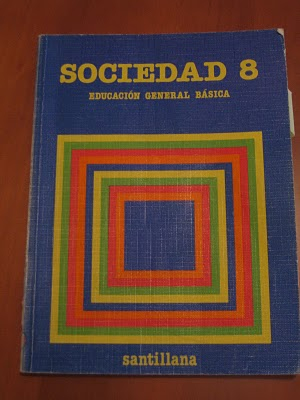 SOCIEDAD 8
EDUCACIÓN GENERAL BÁSICA
santillana